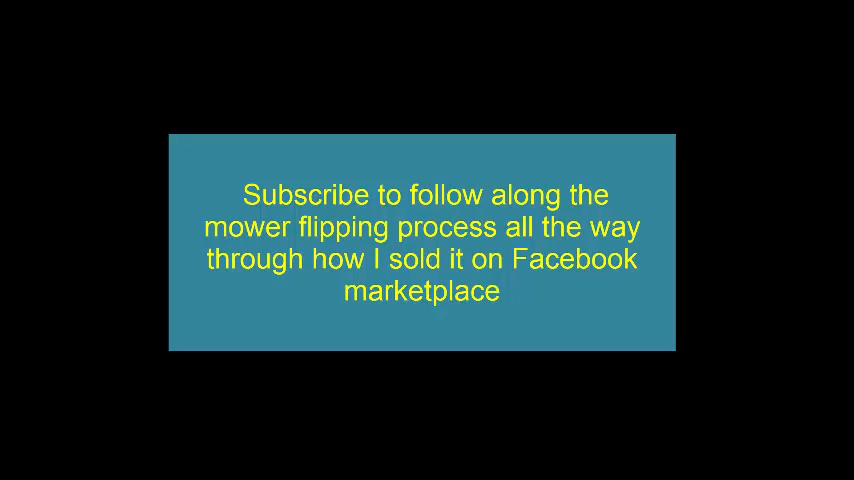 Subscribe to follow along the
mower flipping process all the way
through how I sold it on Facebook
marketplace